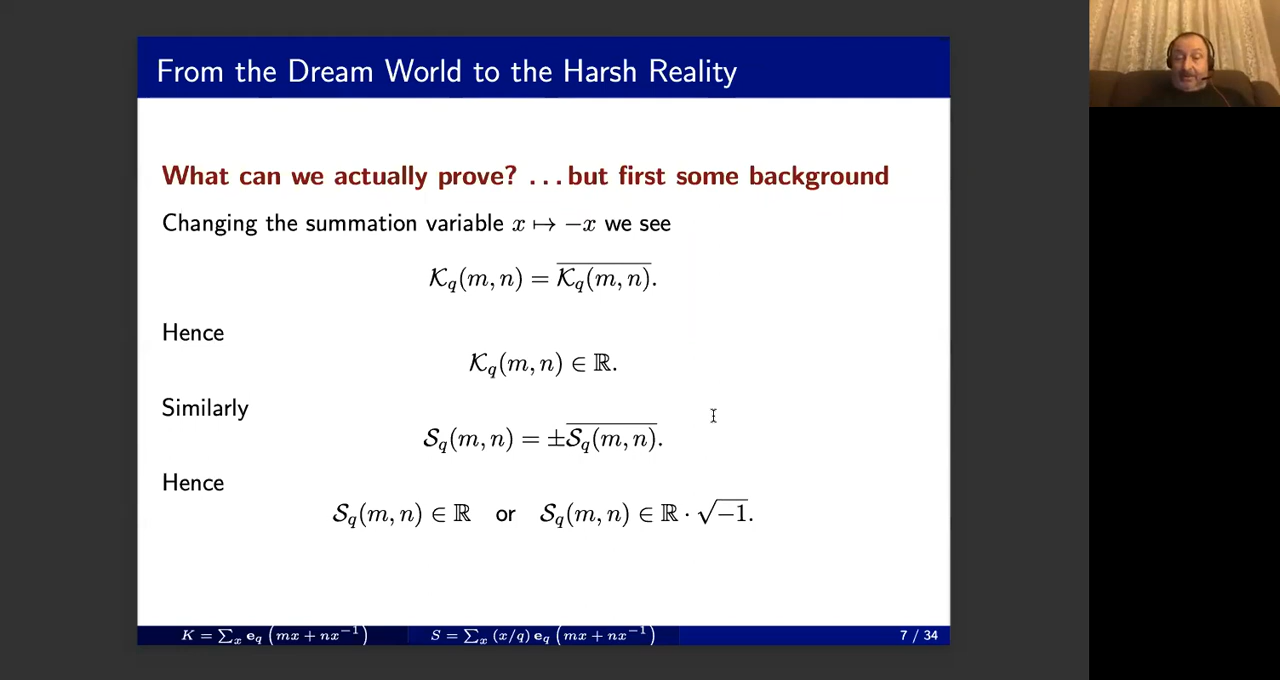 From the Dream World to the Harsh Reality
What can we actually prove? ...but first some background
Changing the summation variable x ↦ −x we see
𝒦_q(m, n) = \overline{𝒦_q(m, n)}.
Hence
𝒦_q(m, n) ∈ ℝ.
Similarly
𝒮_q(m, n) = ±\overline{𝒮_q(m, n)}.
Hence
𝒮_q(m, n) ∈ ℝ or 𝒮_q(m, n) ∈ ℝ · √−1.
K = ∑_x e_q (mx + nx^{−1}) S = ∑_x (x/q) e_q (mx + nx^{−1}) 7 / 34